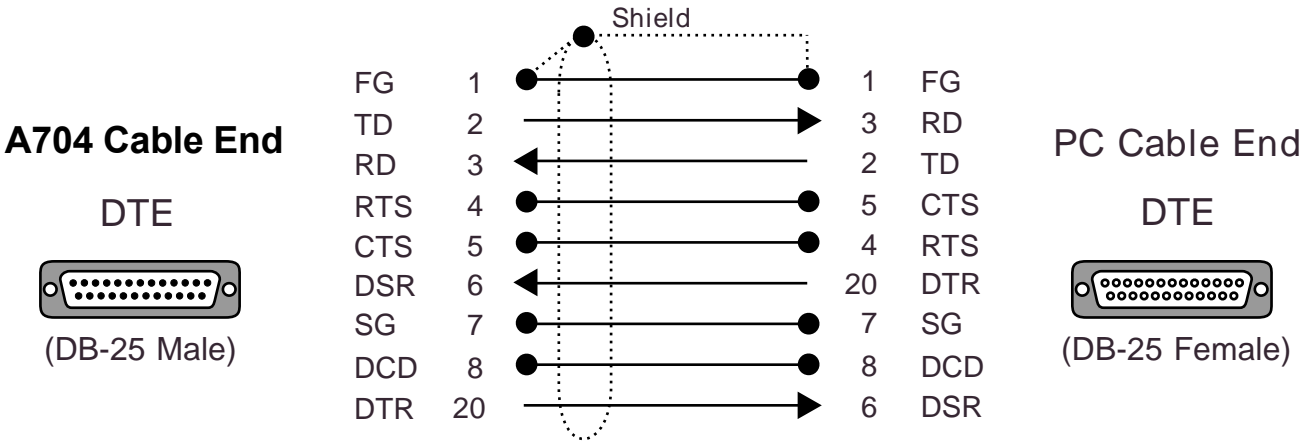 Shield
A704 Cable End
DTE
(DB-25 Male)
FG 1 1 FG
TD 2 3 RD
RD 3 2 TD
RTS 4 5 CTS
CTS 5 4 RTS
DSR 6 20 DTR
SG 7 7 SG
DCD 8 8 DCD
DTR 20 6 DSR
PC Cable End
DTE
(DB-25 Female)